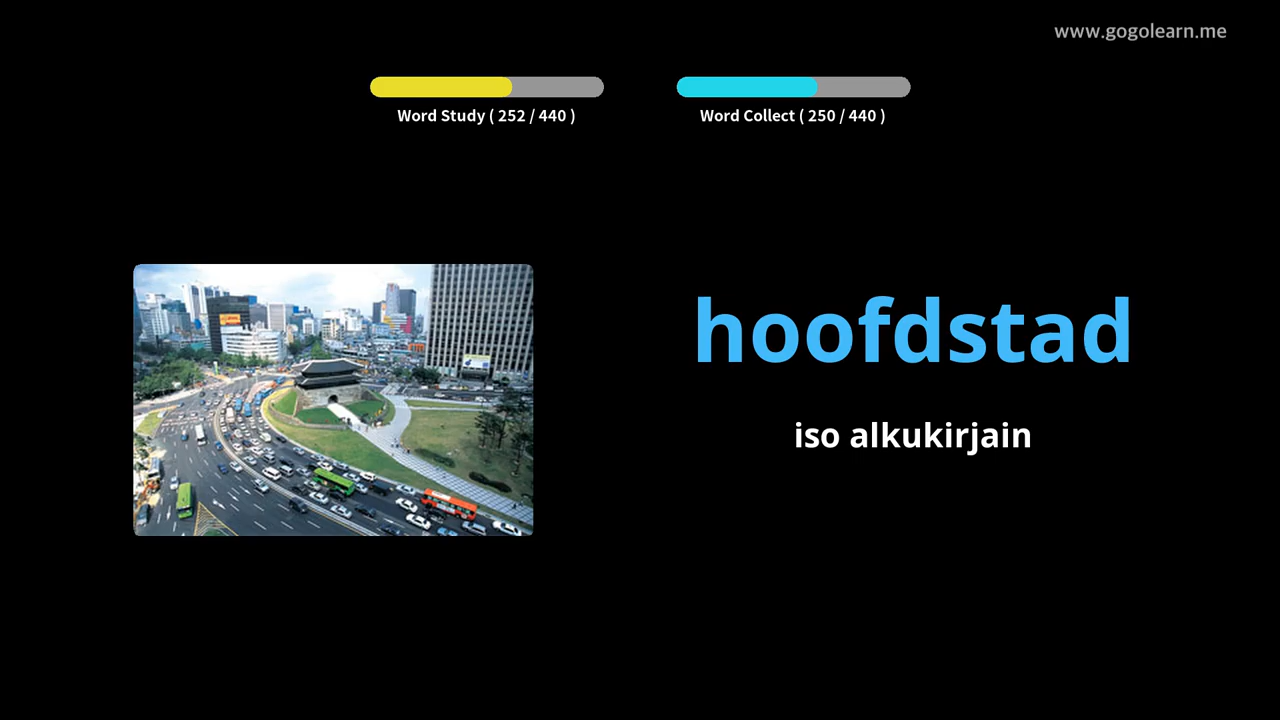 www.gogolearn.me
Word Study ( 252 / 440 )
Word Collect ( 250 / 440 )
hoofdstad
iso alkukirjain